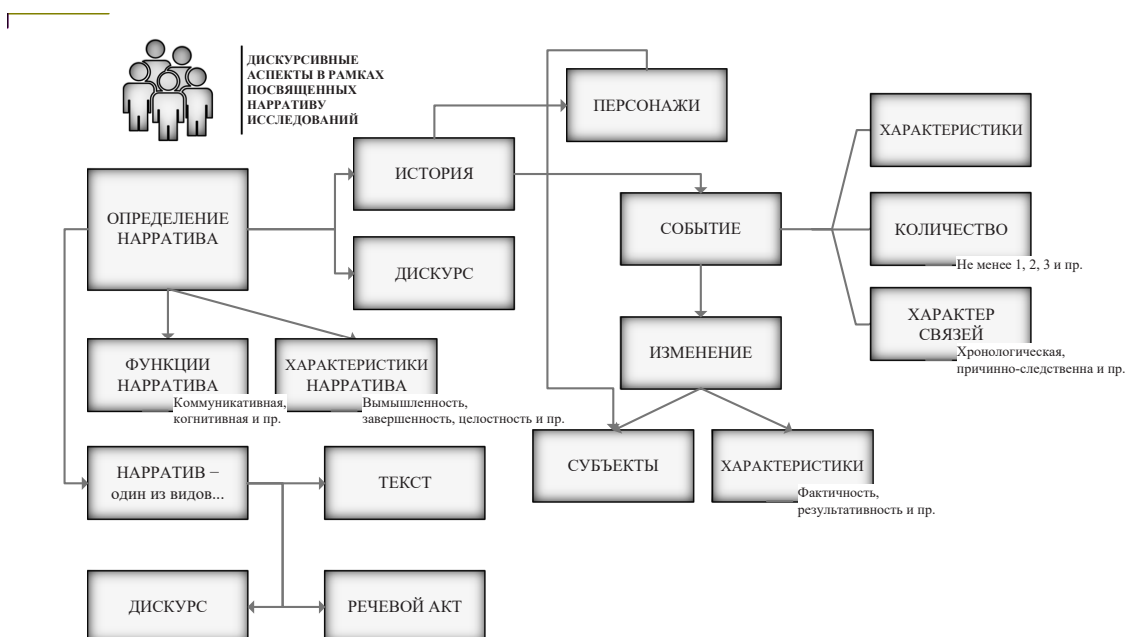 ДИСКУРСИВНЫЕ
АСПЕКТЫ В РАМКАХ
ПОСВЯЩЕННЫХ
НАРРАТИВУ
ИССЛЕДОВАНИЙ
ПЕРСОНАЖИ
ХАРАКТЕРИСТИКИ
ИСТОРИЯ
ОПРЕДЕЛЕНИЕ
НАРРАТИВА
СОБЫТИЕ
КОЛИЧЕСТВО
Не менее 1, 2, 3 и пр.
ДИСКУРС
ХАРАКТЕР
СВЯЗЕЙ
Хронологическая,
причинно-следственна и пр.
ИЗМЕНЕНИЕ
ФУНКЦИИ
НАРРАТИВА
Коммуникативная,
когнитивная и пр.
ХАРАКТЕРИСТИКИ
НАРРАТИВА
Вымышленность,
завершенность, целостность и пр.
СУБЪЕКТЫ
ХАРАКТЕРИСТИКИ
Фактичность,
результативность и пр.
НАРРАТИВ −
один из видов...
ТЕКСТ
ДИСКУРС
РЕЧЕВОЙ АКТ